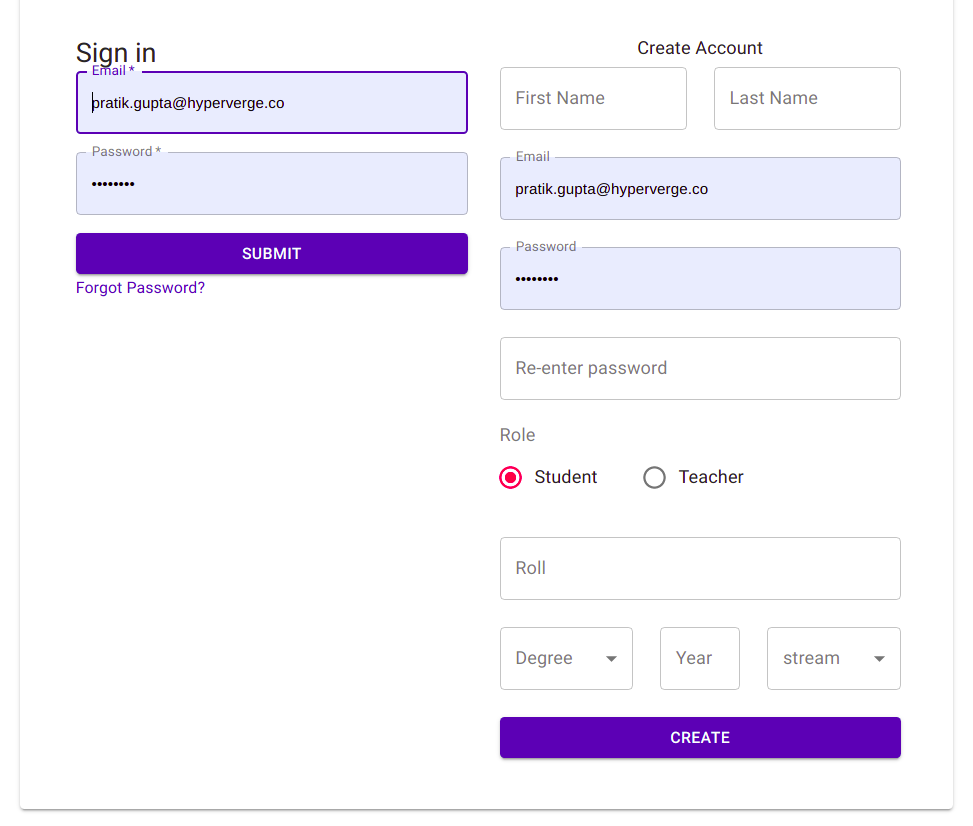 Sign in
Email *
pratik.gupta@hyperverge.co
Password *
••••••••
SUBMIT
Forgot Password?
Create Account
First Name
Last Name
Email
pratik.gupta@hyperverge.co
Password
••••••••
Re-enter password
Role
Student
Teacher
Roll
Degree
Year
stream
CREATE